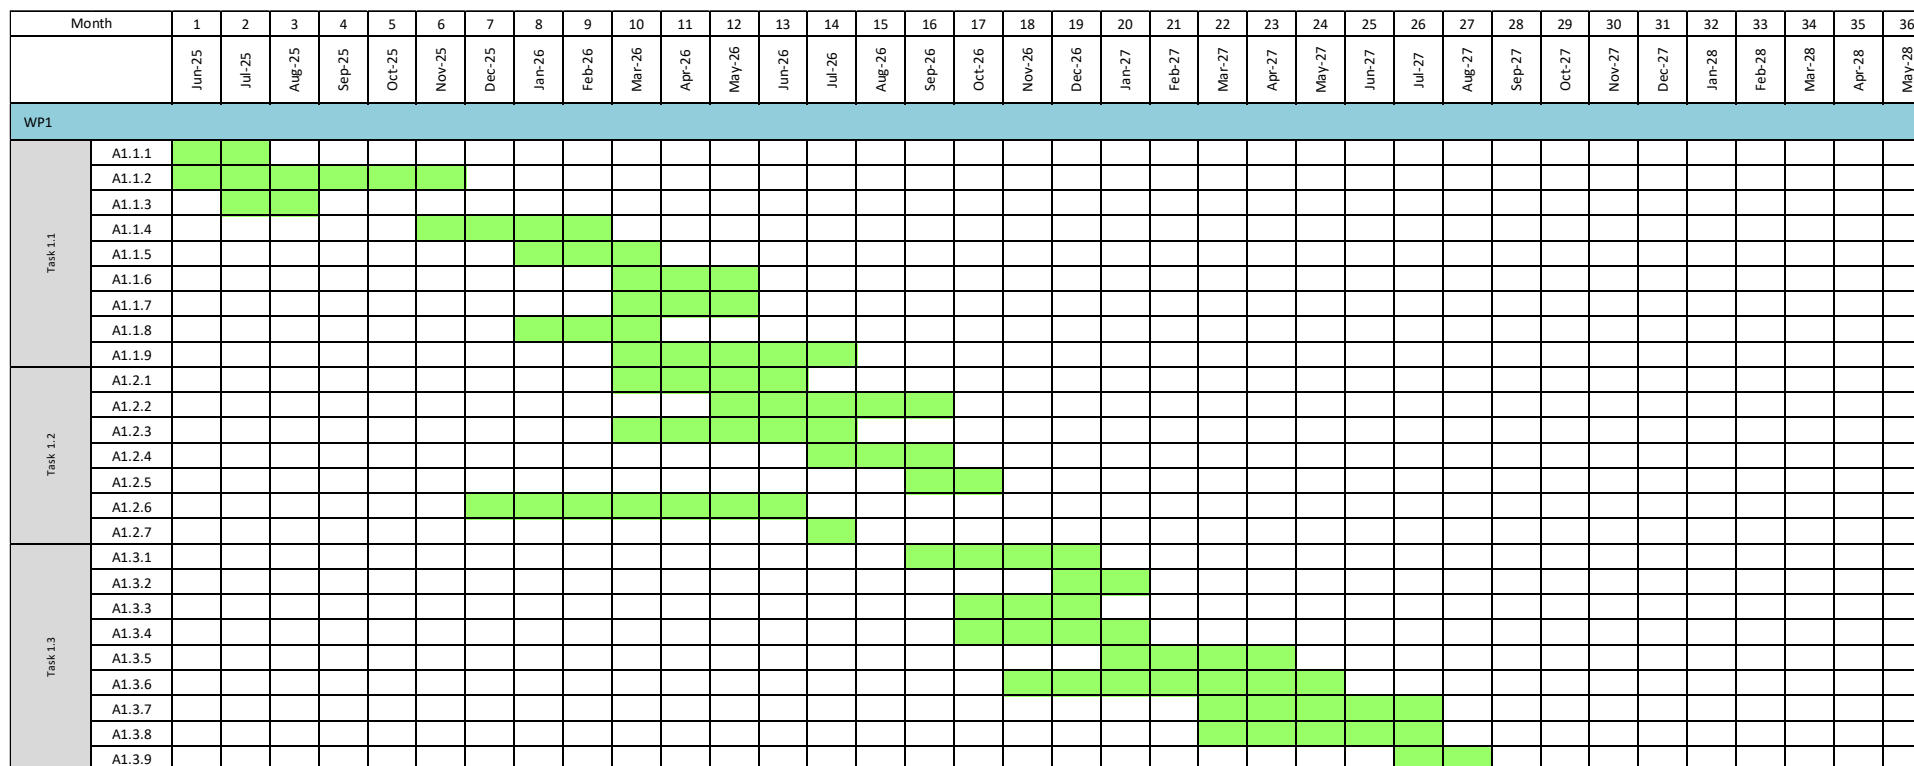 Month 1 2 3 4 5 6 7 8 9 10 11 12 13 14 15 16 17 18 19 20 21 22 23 24 25 26 27 28 29 30 31 32 33 34 35 36
Jun-25 Jul-25 Aug-25 Sep-25 Oct-25 Nov-25 Dec-25 Jan-26 Feb-26 Mar-26 Apr-26 May-26 Jun-26 Jul-26 Aug-26 Sep-26 Oct-26 Nov-26 Dec-26 Jan-27 Feb-27 Mar-27 Apr-27 May-27 Jun-27 Jul-27 Aug-27 Sep-27 Oct-27 Nov-27 Dec-27 Jan-28 Feb-28 Mar-28 Apr-28 May-28
WP1
Task 1.1
A1.1.1
A1.1.2
A1.1.3
A1.1.4
A1.1.5
A1.1.6
A1.1.7
A1.1.8
A1.1.9
Task 1.2
A1.2.1
A1.2.2
A1.2.3
A1.2.4
A1.2.5
A1.2.6
A1.2.7
Task 1.3
A1.3.1
A1.3.2
A1.3.3
A1.3.4
A1.3.5
A1.3.6
A1.3.7
A1.3.8
A1.3.9